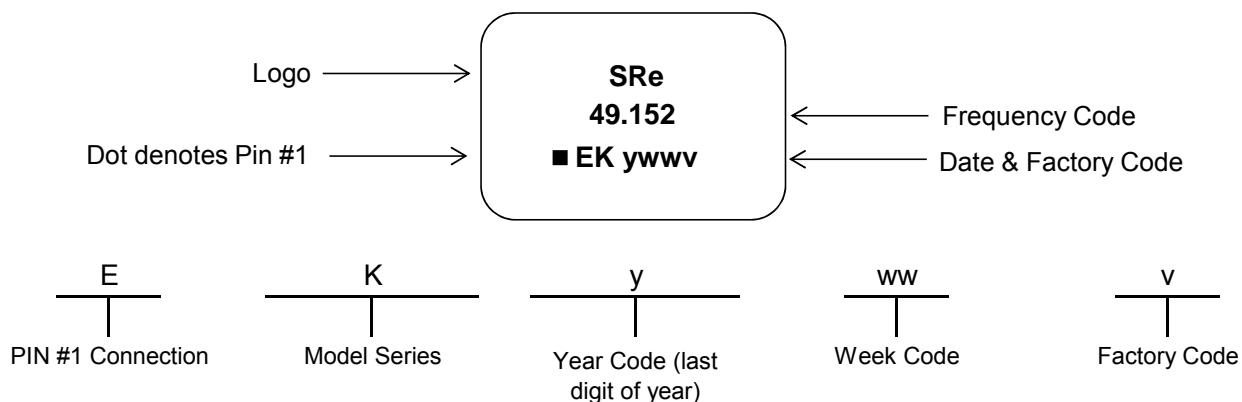 Logo
SRe
49.152
Frequency Code
Dot denotes Pin #1
■ EK ywwv
Date & Factory Code
E K y ww v
PIN #1 Connection
Model Series
Year Code (last
digit of year)
Week Code
Factory Code